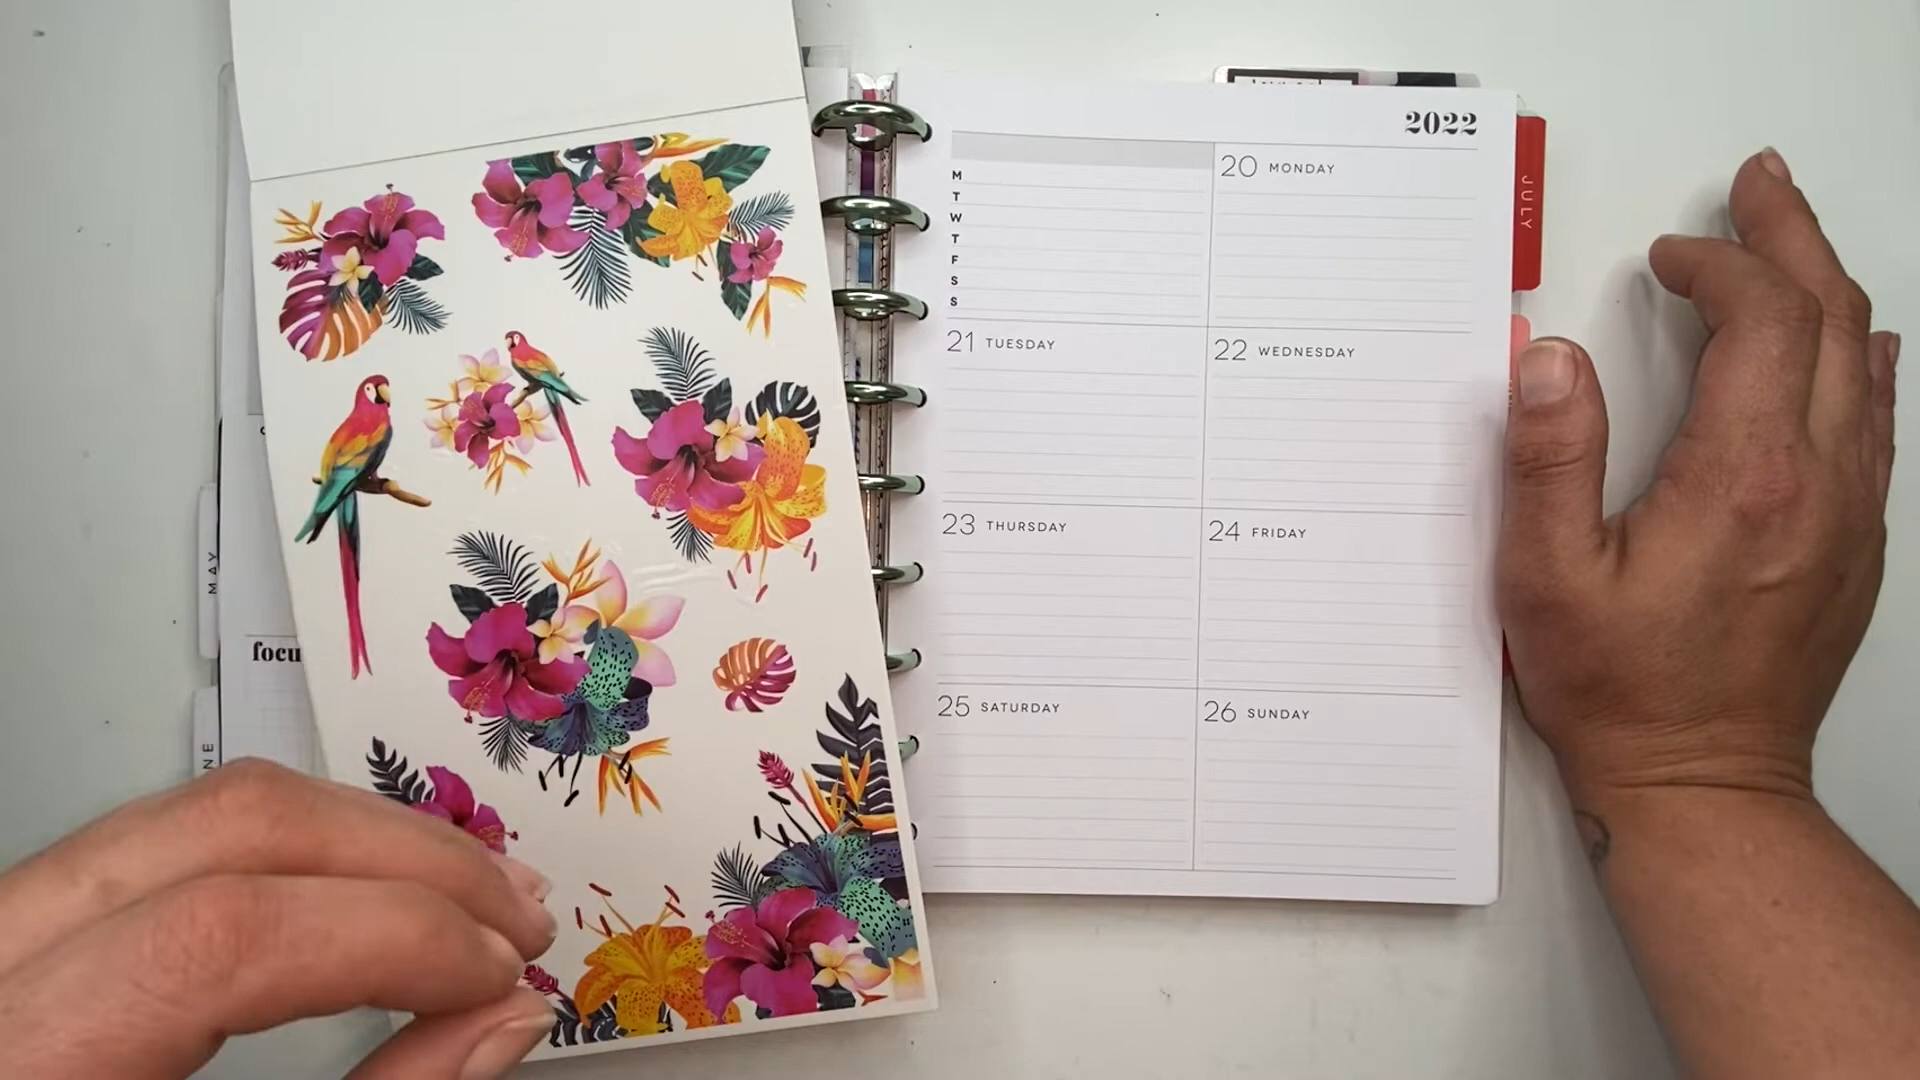 2022
20 MONDAY
M
T
W
T
F
S
S
21 TUESDAY
22 WEDNESDAY
23 THURSDAY
24 FRIDAY
25 SATURDAY
26 SUNDAY
JULY
MAY
focu
NE